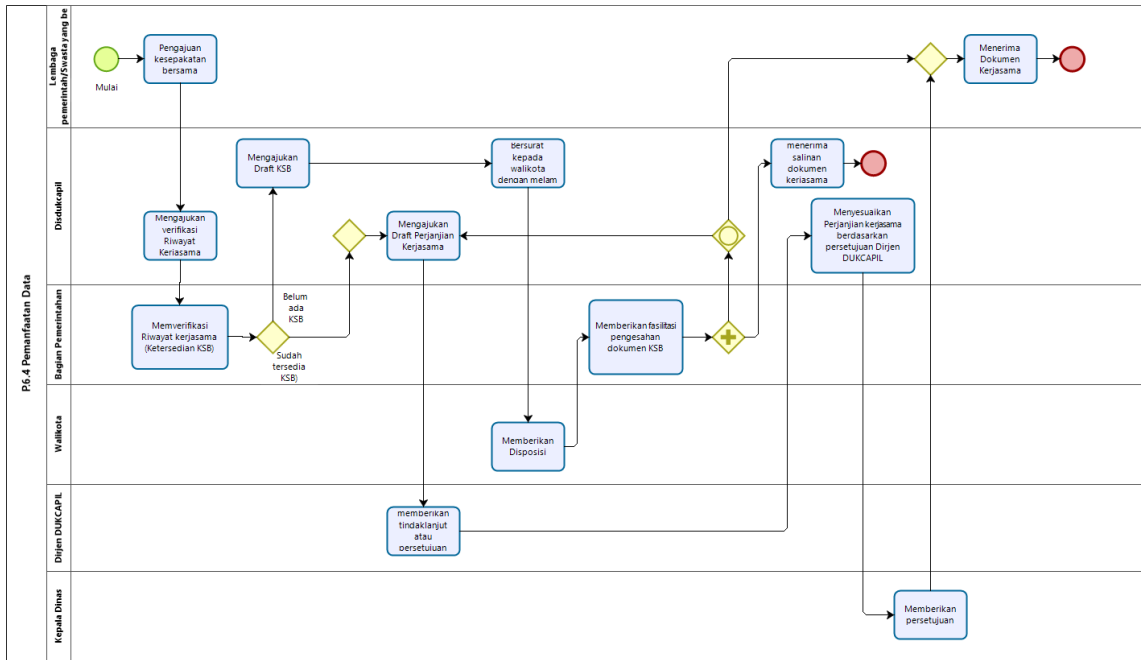 P.6.4 Pemanfaatan Data
Lembaga
pemerintah/Swasta yang be
Mulai
Pengajuan
kesepakatan
bersama
Menerima
Dokumen
Kerjasama
Disdukcapil
Mengajukan
Draft KSB
Bersurat
kepada
walikota
dengan melam
menerima
salinan
dokumen
kerjasama
Mengajukan
verifikasi
Riwayat
Kerjasama
Mengajukan
Draft Perjanjian
Kerjasama
Menyesuaikan
Perjanjian kerjasama
berdasarkan
persetujuan Dirjen
DUKCAPIL
Bagian Pemerintahan
Memverifikasi
Riwayat kerjasama
(Ketersedian KSB)
Belum
ada
KSB
Sudah
tersedia
KSB)
Memberikan fasilitasi
pengesahan
dokumen KSB
Walikota
Memberikan
Disposisi
Dirjen DUKCAPIL
memberikan
tindaklanjut
atau
persetujuan
Kepala Dinas
Memberikan
persetujuan